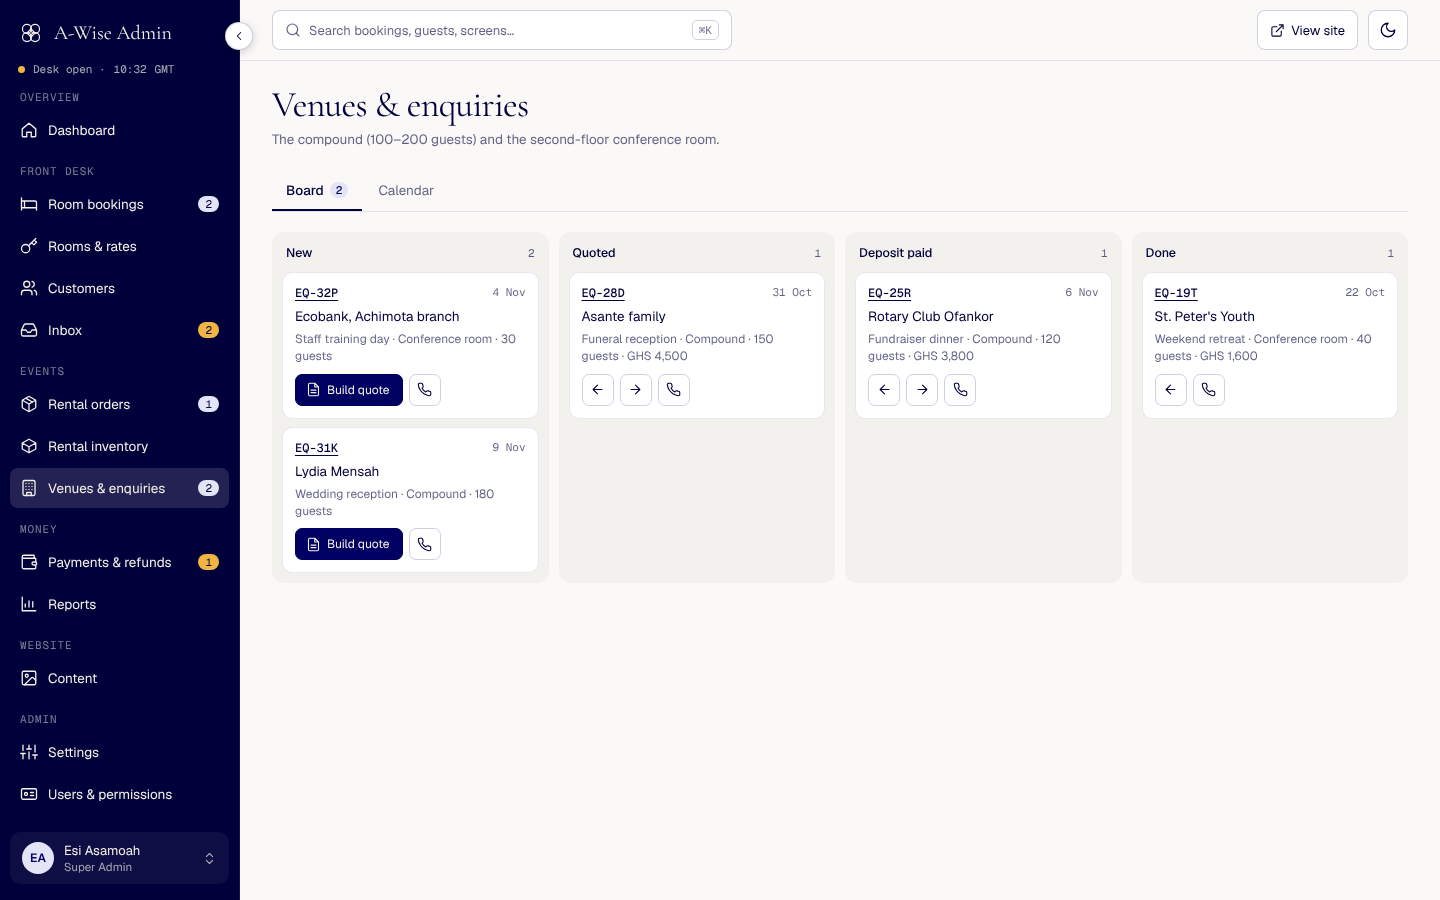 A-Wise Admin
Desk open · 10:32 GMT
OVERVIEW
Dashboard
FRONT DESK
Room bookings 2
Rooms & rates
Customers
Inbox 2
EVENTS
Rental orders 1
Rental inventory
Venues & enquiries 2
MONEY
Payments & refunds 1
Reports
WEBSITE
Content
ADMIN
Settings
Users & permissions
EA
Esi Asamoah
Super Admin
Search bookings, guests, screens… ⌘K
View site
Venues & enquiries
The compound (100–200 guests) and the second-floor conference room.
Board 2
Calendar
New 2
EQ-32P 4 Nov
Ecobank, Achimota branch
Staff training day · Conference room · 30
guests
Build quote
EQ-31K 9 Nov
Lydia Mensah
Wedding reception · Compound · 180
guests
Build quote
Quoted 1
EQ-28D 31 Oct
Asante family
Funeral reception · Compound · 150
guests · GHS 4,500
Deposit paid 1
EQ-25R 6 Nov
Rotary Club Ofankor
Fundraiser dinner · Compound · 120
guests · GHS 3,800
Done 1
EQ-19T 22 Oct
St. Peter's Youth
Weekend retreat · Conference room · 40
guests · GHS 1,600